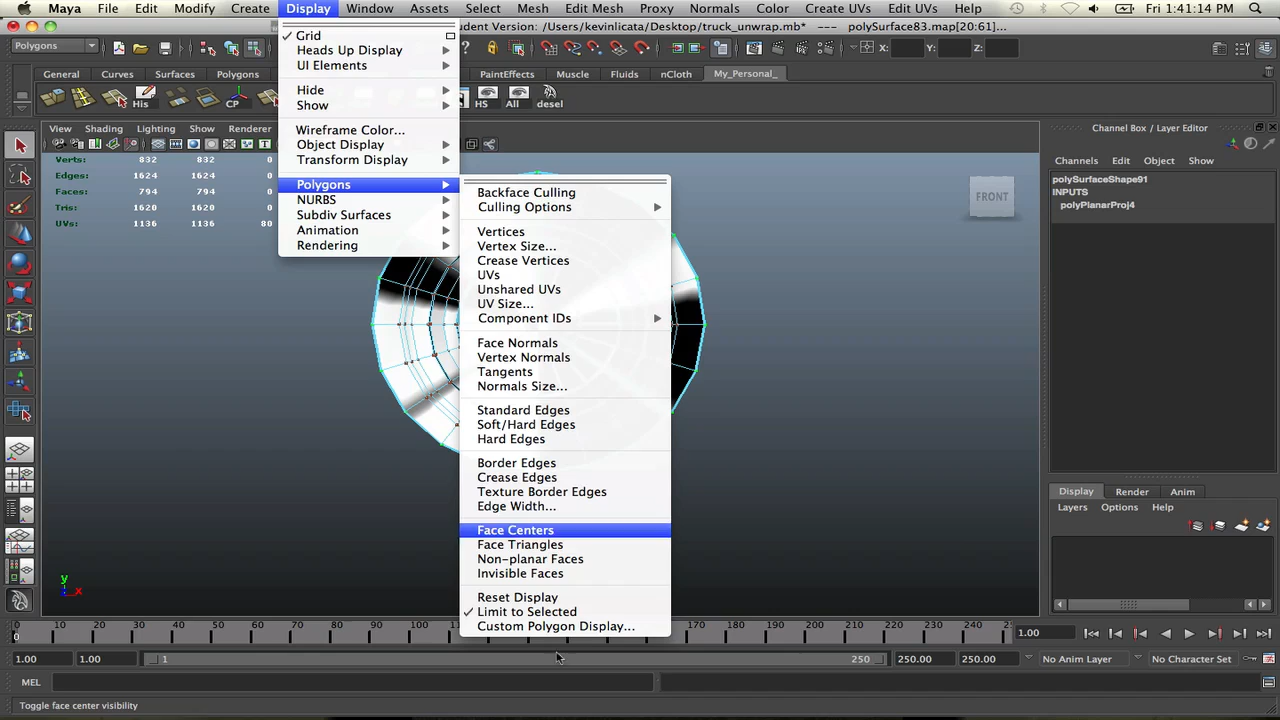 Maya File Edit Modify Create Display Window Assets Select Mesh Edit Mesh Proxy Normals Color Create UVs Edit UVs Help Fri 1:41:14 PM
udent Version: /Users/kevinlicata/Desktop/truck_unwrap.mb* --- polySurface83.map[20:61]...
Polygons X: Y: Z:
General Curves Surfaces Polygons PaintEffects Muscle Fluids nCloth My_Personal_
His CP HS All desel
View Shading Lighting Show Renderer
Channel Box / Layer Editor
Channels Edit Object Show
Verts: 832 832 0
Edges: 1624 1624 0
Faces: 794 794 0
Tris: 1620 1620 0
UVs: 1136 1136 80
Grid
Heads Up Display
UI Elements
Hide
Show
Wireframe Color...
Object Display
Transform Display
Polygons
NURBS
Subdiv Surfaces
Animation
Rendering
Backface Culling
Culling Options
Vertices
Vertex Size...
Crease Vertices
UVs
Unshared UVs
UV Size...
Component IDs
Face Normals
Vertex Normals
Tangents
Normals Size...
Standard Edges
Soft/Hard Edges
Hard Edges
Border Edges
Crease Edges
Texture Border Edges
Edge Width...
Face Centers
Face Triangles
Non-planar Faces
Invisible Faces
Reset Display
Limit to Selected
Custom Polygon Display...
FRONT
polySurfaceShape91
INPUTS
polyPlanarProj4
Display Render Anim
Layers Options Help
y
x
0 10 20 30 40 50 60 70 80 90 100 110 120 130 140 150 160 170 180 190 200 210 220 230 240 25
0
1.00
1.00 1.00 1 250 250.00 250.00 No Anim Layer No Character Set
MEL
Toggle face center visibility